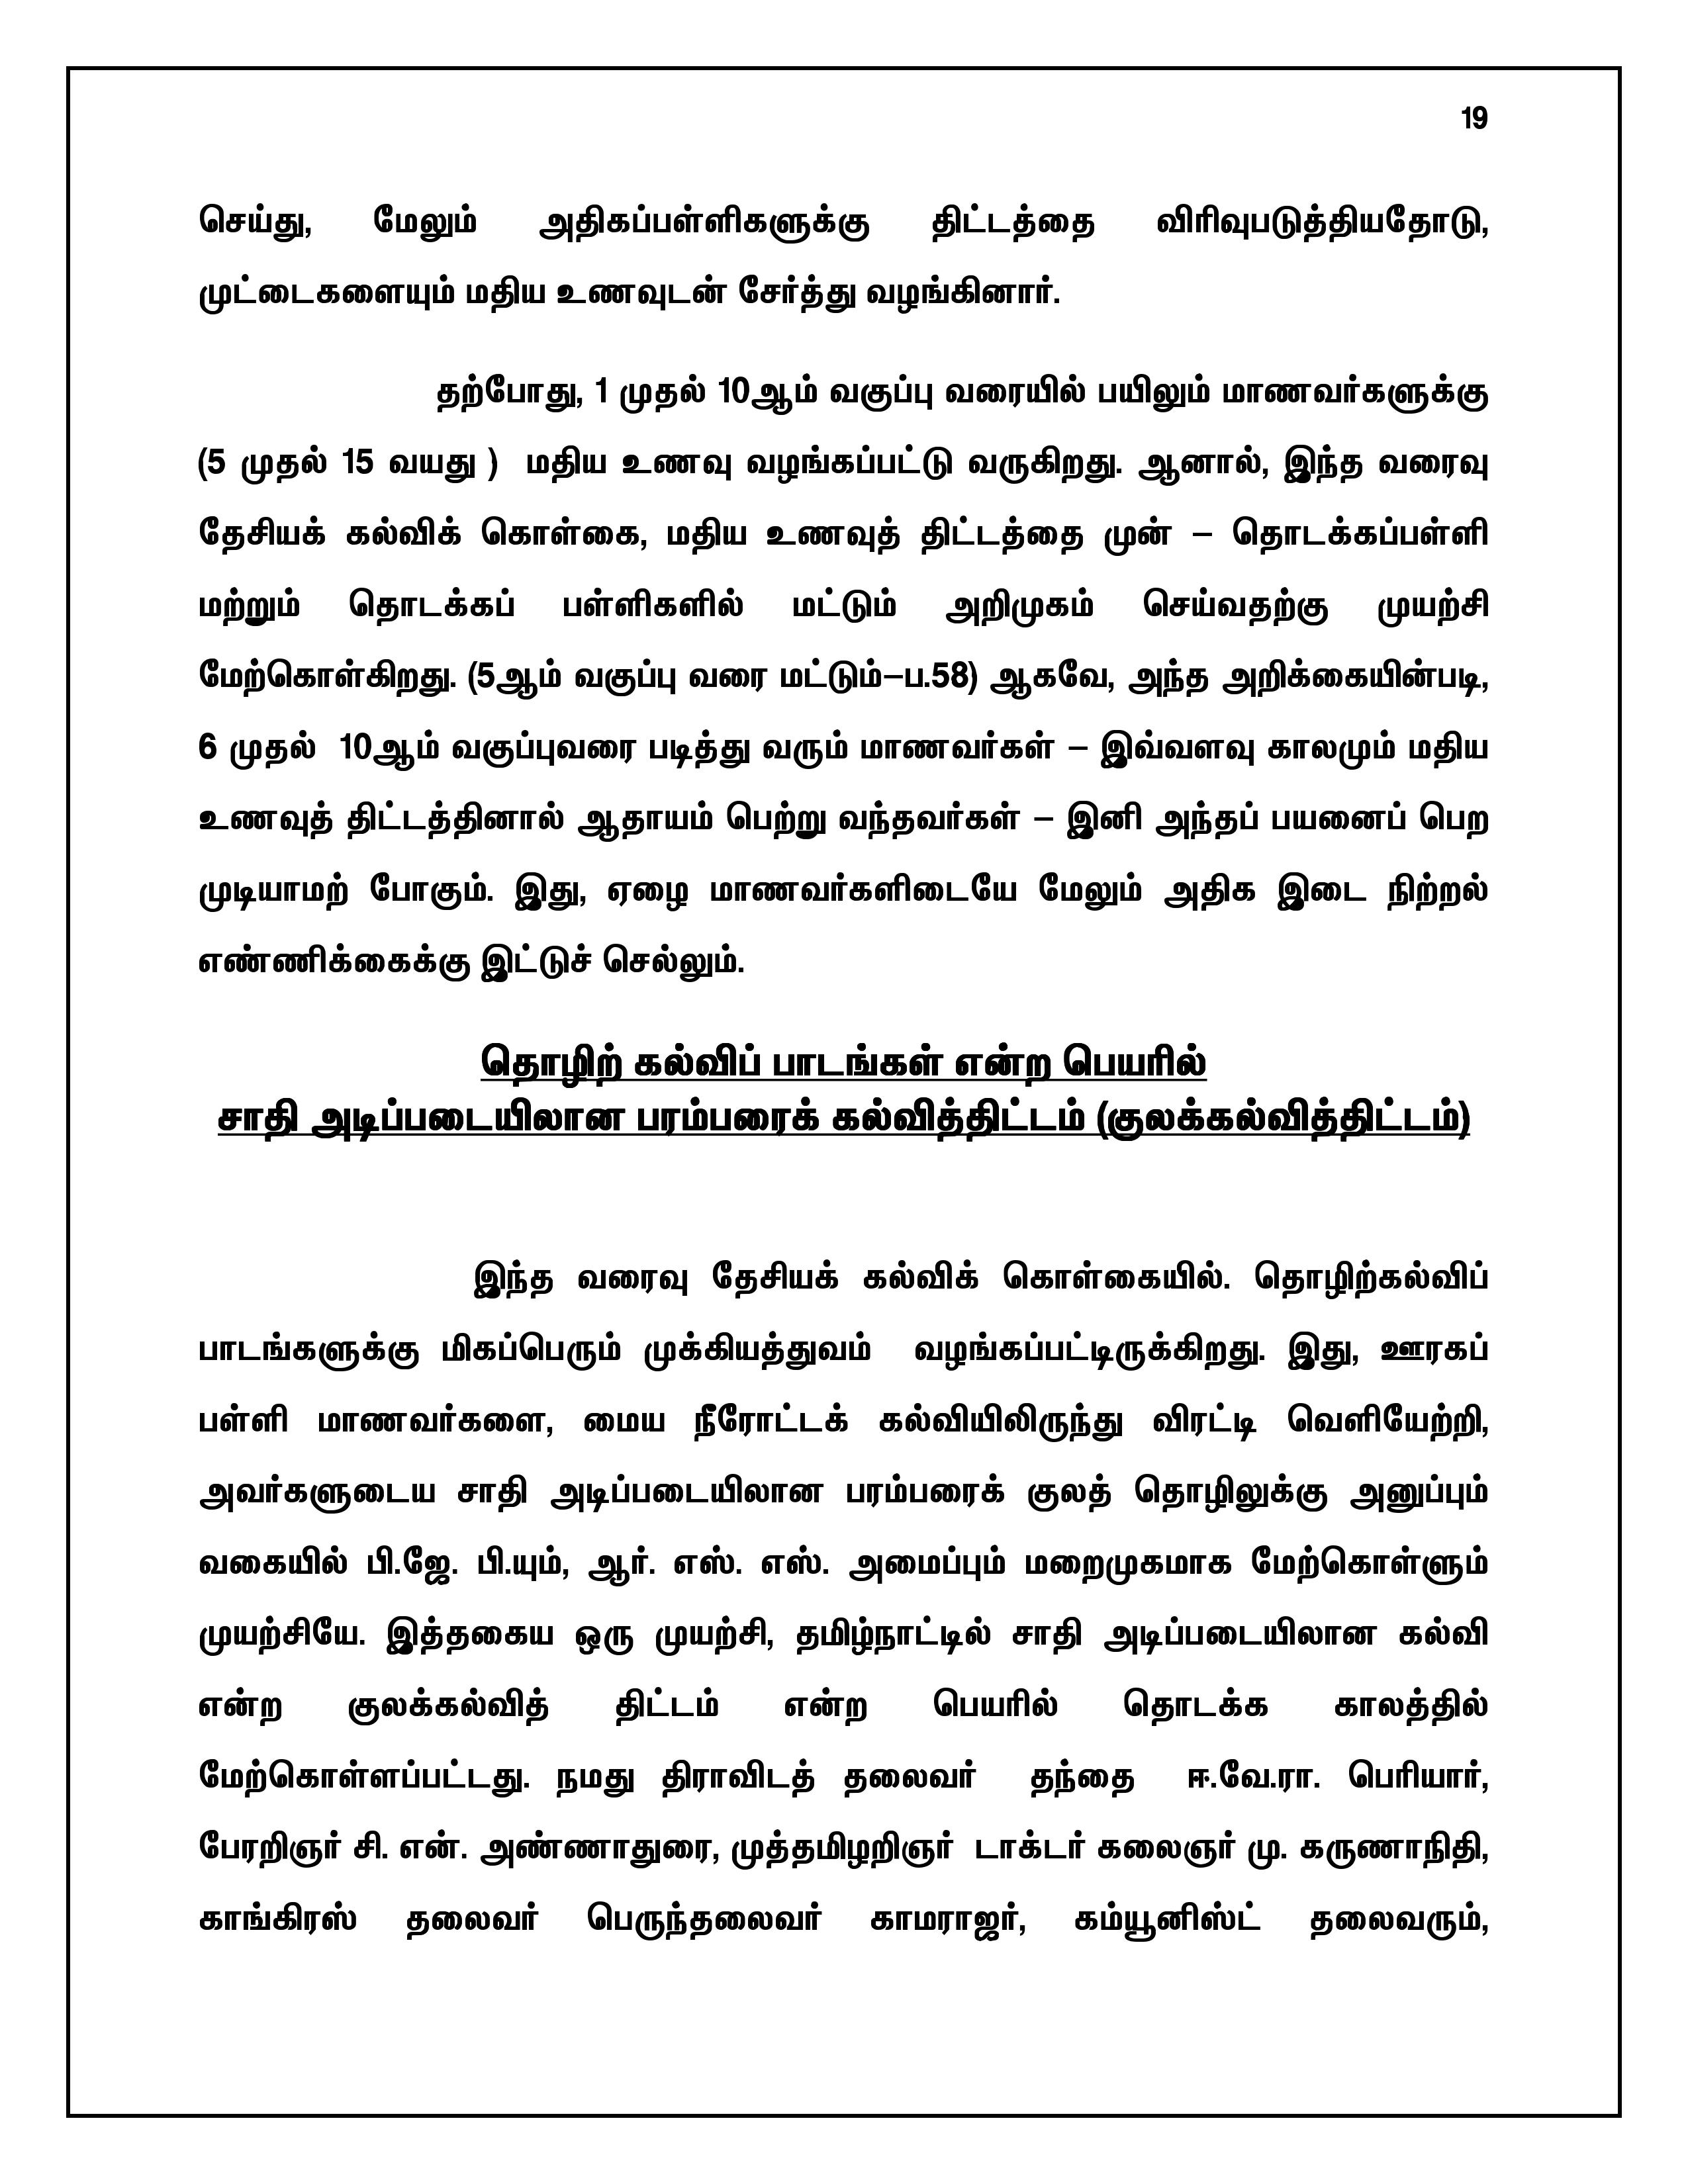 19
செய்து, மேலும் அதிகப்பள்ளிகளுக்கு திட்டத்தை விரிவுபடுத்தியதோடு,
முட்டைகளையும் மதிய உணவுடன் சேர்த்து வழங்கினார்.
தற்போது, 1 முதல் 10ஆம் வகுப்பு வரையில் பயிலும் மாணவர்களுக்கு
(5 முதல் 15 வயது ) மதிய உணவு வழங்கப்பட்டு வருகிறது. ஆனால், இந்த வரைவு
தேசியக் கல்விக் கொள்கை, மதிய உணவுத் திட்டத்தை முன் – தொடக்கப்பள்ளி
மற்றும் தொடக்கப் பள்ளிகளில் மட்டும் அறிமுகம் செய்வதற்கு முயற்சி
மேற்கொள்கிறது. (5ஆம் வகுப்பு வரை மட்டும்–ப.58) ஆகவே, அந்த அறிக்கையின்படி,
6 முதல் 10ஆம் வகுப்புவரை படித்து வரும் மாணவர்கள் – இவ்வளவு காலமும் மதிய
உணவுத் திட்டத்தினால் ஆதாயம் பெற்று வந்தவர்கள் – இனி அந்தப் பயனைப் பெற
முடியாமற் போகும். இது, ஏழை மாணவர்களிடையே மேலும் அதிக இடை நிற்றல்
எண்ணிக்கைக்கு இட்டுச் செல்லும்.
தொழிற் கல்விப் பாடங்கள் என்ற பெயரில்
சாதி அடிப்படையிலான பரம்பரைக் கல்வித்திட்டம் (குலக்கல்வித்திட்டம்)
இந்த வரைவு தேசியக் கல்விக் கொள்கையில். தொழிற்கல்விப்
பாடங்களுக்கு மிகப்பெரும் முக்கியத்துவம் வழங்கப்பட்டிருக்கிறது. இது, ஊரகப்
பள்ளி மாணவர்களை, மைய நீரோட்டக் கல்வியிலிருந்து விரட்டி வெளியேற்றி,
அவர்களுடைய சாதி அடிப்படையிலான பரம்பரைக் குலத் தொழிலுக்கு அனுப்பும்
வகையில் பி.ஜே. பி.யும், ஆர். எஸ். எஸ். அமைப்பும் மறைமுகமாக மேற்கொள்ளும்
முயற்சியே. இத்தகைய ஒரு முயற்சி, தமிழ்நாட்டில் சாதி அடிப்படையிலான கல்வி
என்ற குலக்கல்வித் திட்டம் என்ற பெயரில் தொடக்க காலத்தில்
மேற்கொள்ளப்பட்டது. நமது திராவிடத் தலைவர் தந்தை ஈ.வே.ரா. பெரியார்,
பேரறிஞர் சி. என். அண்ணாதுரை, முத்தமிழறிஞர் டாக்டர் கலைஞர் மு. கருணாநிதி,
காங்கிரஸ் தலைவர் பெருந்தலைவர் காமராஜர், கம்யூனிஸ்ட் தலைவரும்,